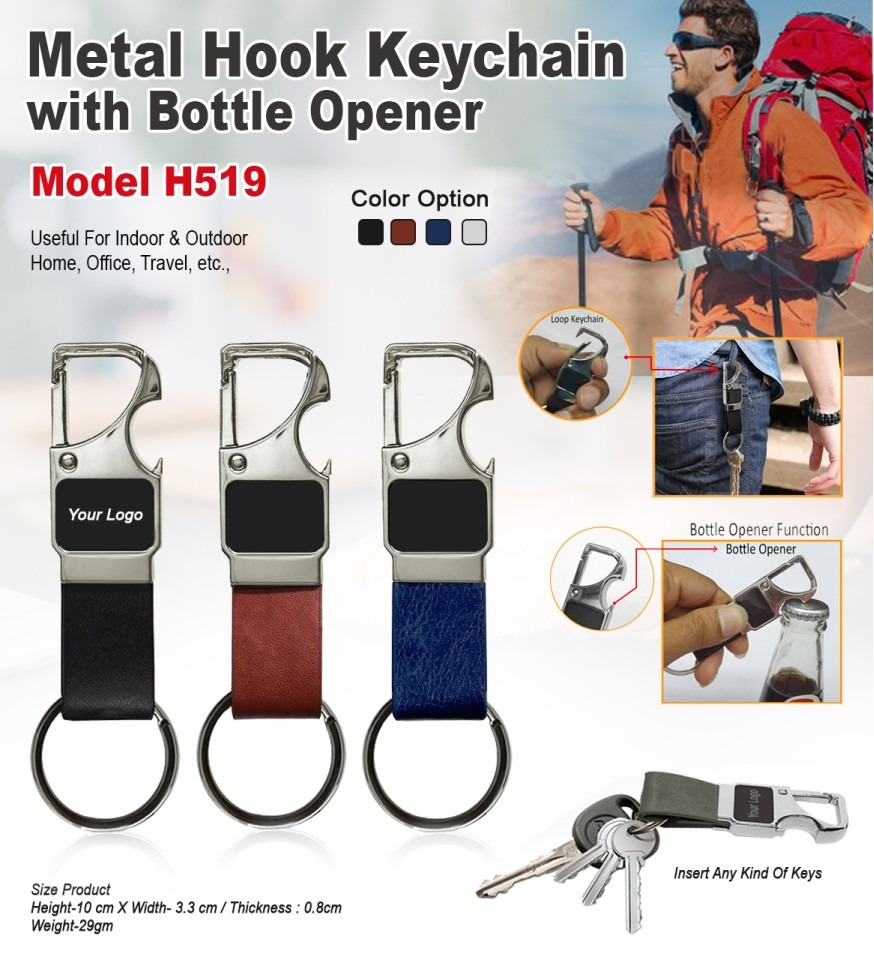 Metal Hook Keychain
with Bottle Opener
Model H519
Color Option
Useful For Indoor & Outdoor
Home, Office, Travel, etc.,
Loop Keychain
Your Logo
Bottle Opener Function
Bottle Opener
Your Logo
Insert Any Kind Of Keys
Size Product
Height-10 cm X Width- 3.3 cm / Thickness : 0.8cm
Weight-29gm